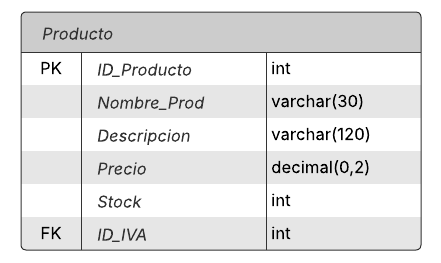 Producto
PK ID_Producto int
Nombre_Prod varchar(30)
Descripcion varchar(120)
Precio decimal(0,2)
Stock int
FK ID_IVA int